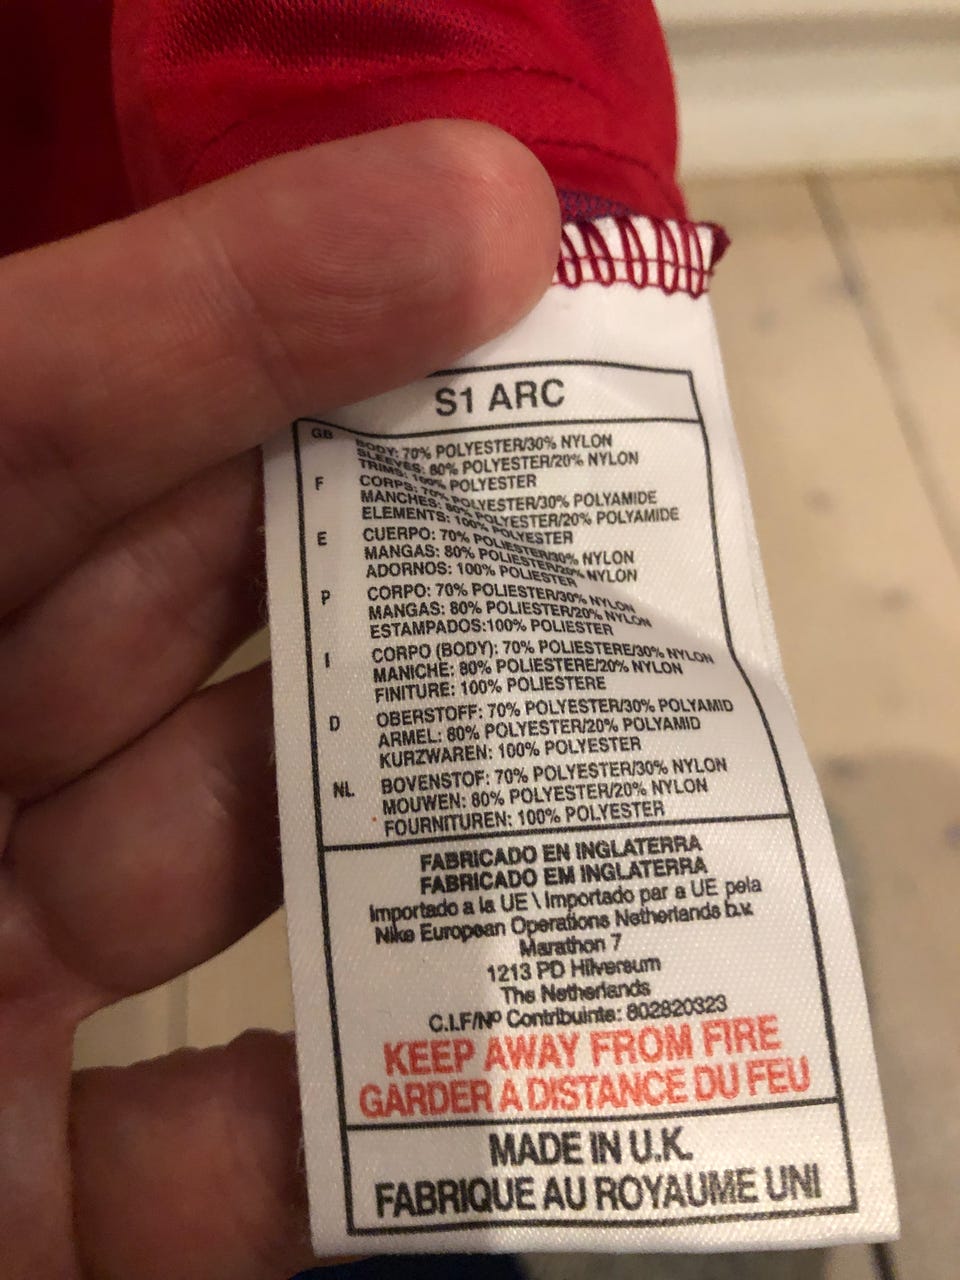 S1 ARC
GB BODY: 70% POLYESTER/30% NYLON
SLEEVES: 80% POLYESTER/20% NYLON
TRIMS: 100% POLYESTER
F CORPS: 70% POLYESTER/30% POLYAMIDE
MANCHES: 80% POLYESTER/20% POLYAMIDE
ELEMENTS: 100% POLYESTER
E CUERPO: 70% POLIESTER/30% NYLON
MANGAS: 80% POLIESTER/20% NYLON
ADORNOS: 100% POLIESTER
P CORPO: 70% POLIESTER/30% NYLON
MANGAS: 80% POLIESTER/20% NYLON
ESTAMPADOS:100% POLIESTER
I CORPO (BODY): 70% POLIESTERE/30% NYLON
MANICHE: 80% POLIESTERE/20% NYLON
FINITURE: 100% POLIESTERE
D OBERSTOFF: 70% POLYESTER/30% POLYAMID
ARMEL: 80% POLYESTER/20% POLYAMID
KURZWAREN: 100% POLYESTER
NL BOVENSTOF: 70% POLYESTER/30% NYLON
MOUWEN: 80% POLYESTER/20% NYLON
FOURNITUREN: 100% POLYESTER
FABRICADO EN INGLATERRA
FABRICADO EM INGLATERRA
Importado a la UE \ Importado par a UE pela
Nike European Operations Netherlands b.v.
Marathon 7
1213 PD Hilversum
The Netherlands
C.I.F/Nº Contribuinte: 802820323
KEEP AWAY FROM FIRE
GARDER A DISTANCE DU FEU
MADE IN U.K.
FABRIQUE AU ROYAUME UNI